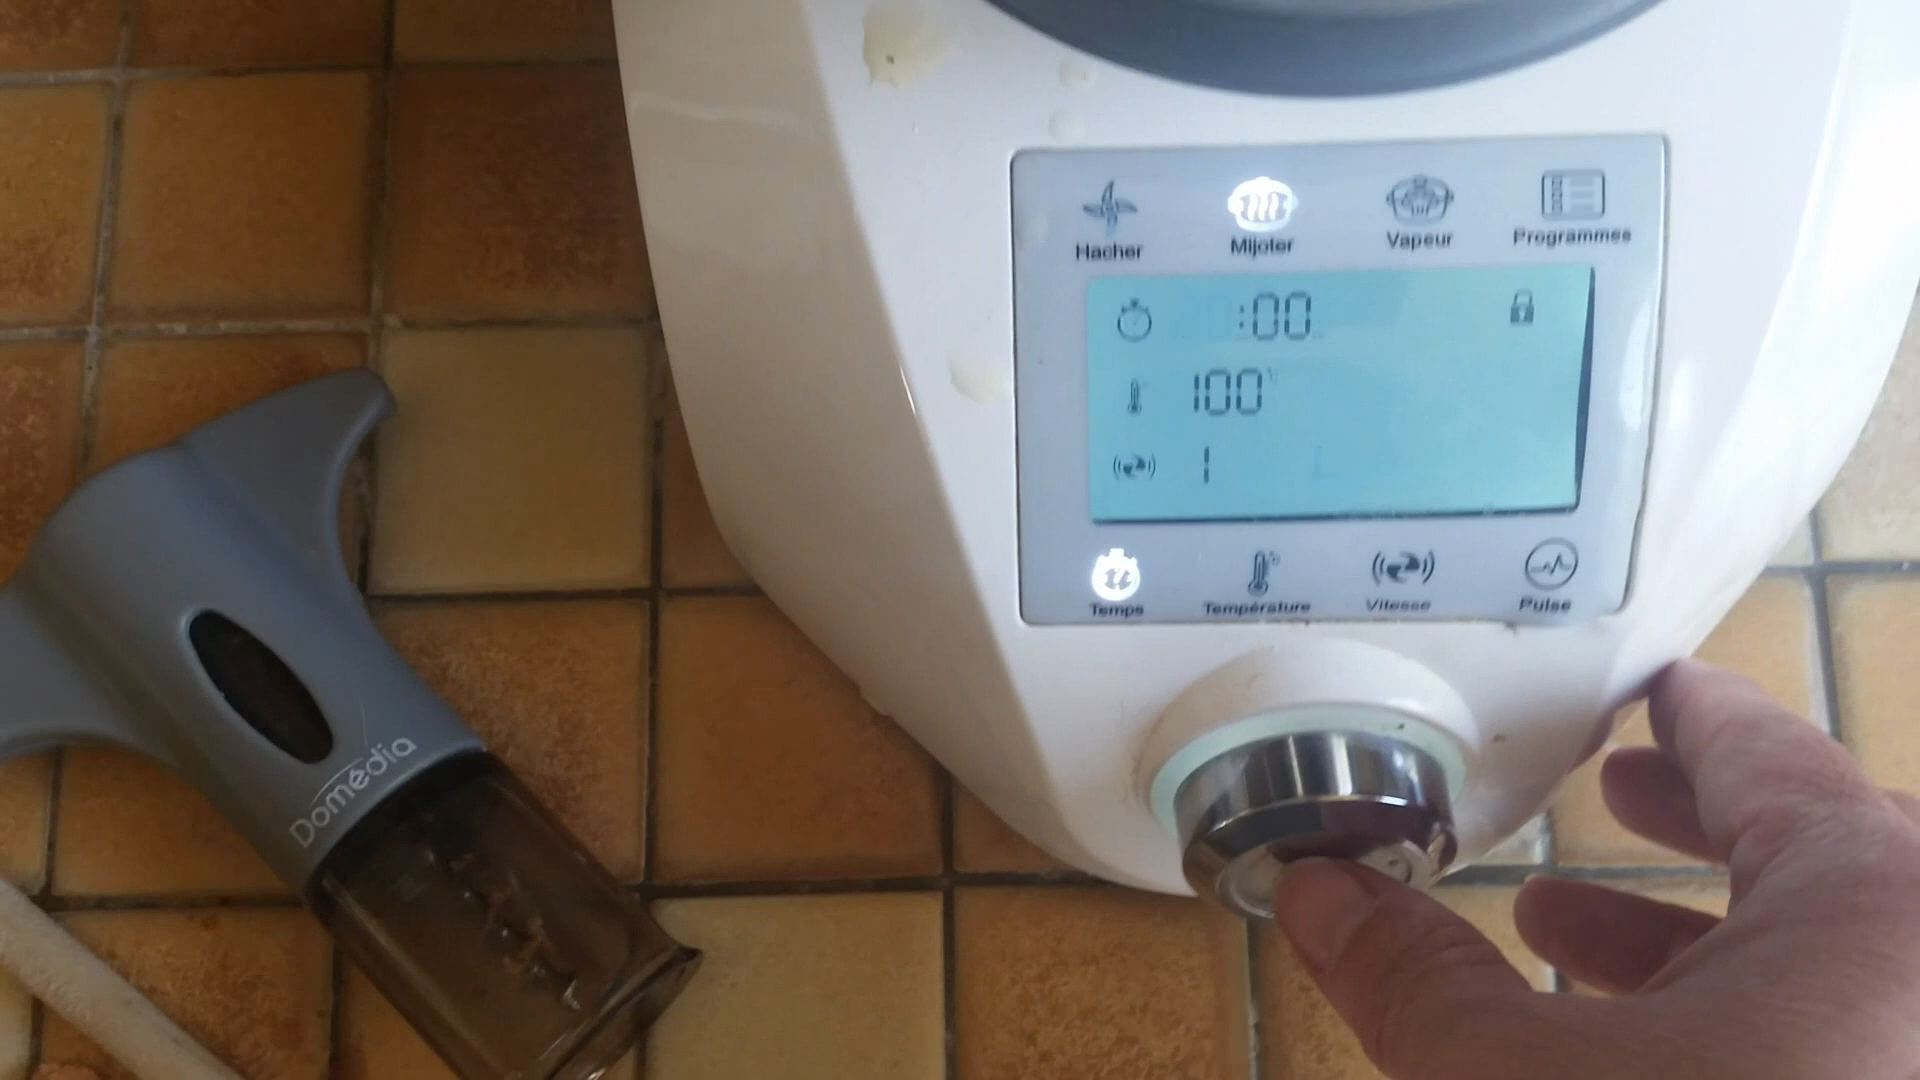 Hacher Mijoter Vapeur Programmes
:00
100
1
Temps Température Vitesse Pulse
Domédia